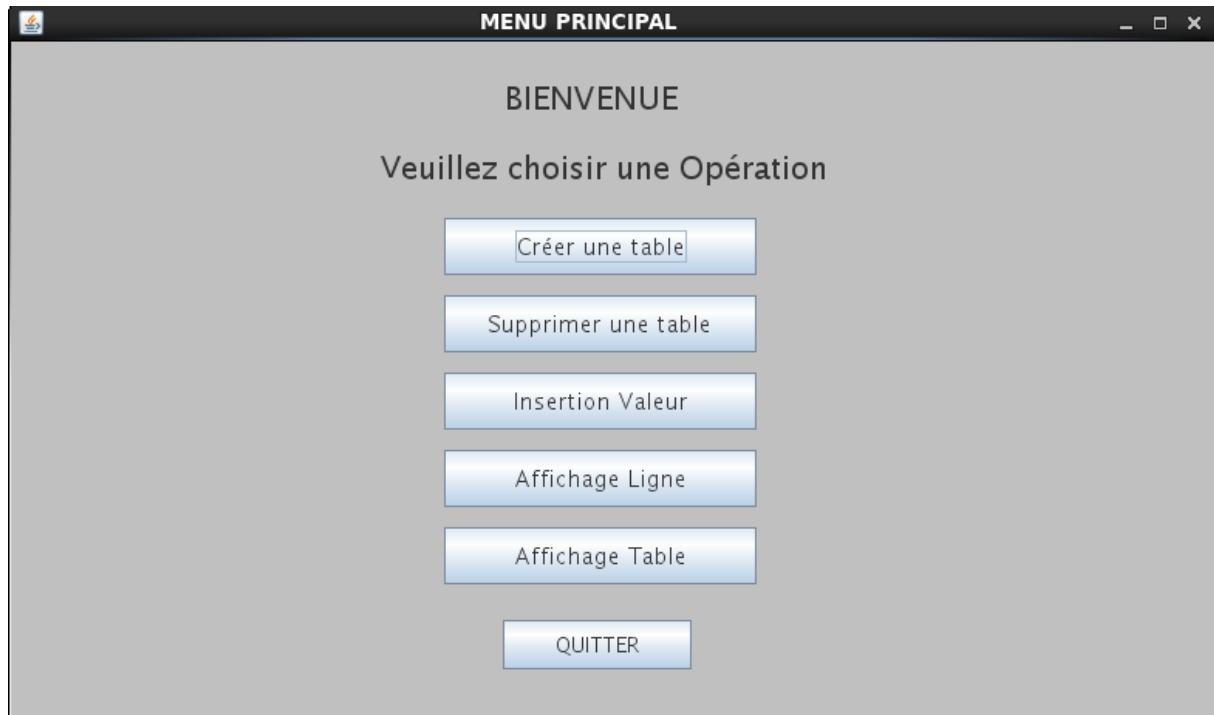 MENU PRINCIPAL
BIENVENUE
Veuillez choisir une Opération
Créer une table
Supprimer une table
Insertion Valeur
Affichage Ligne
Affichage Table
QUITTER